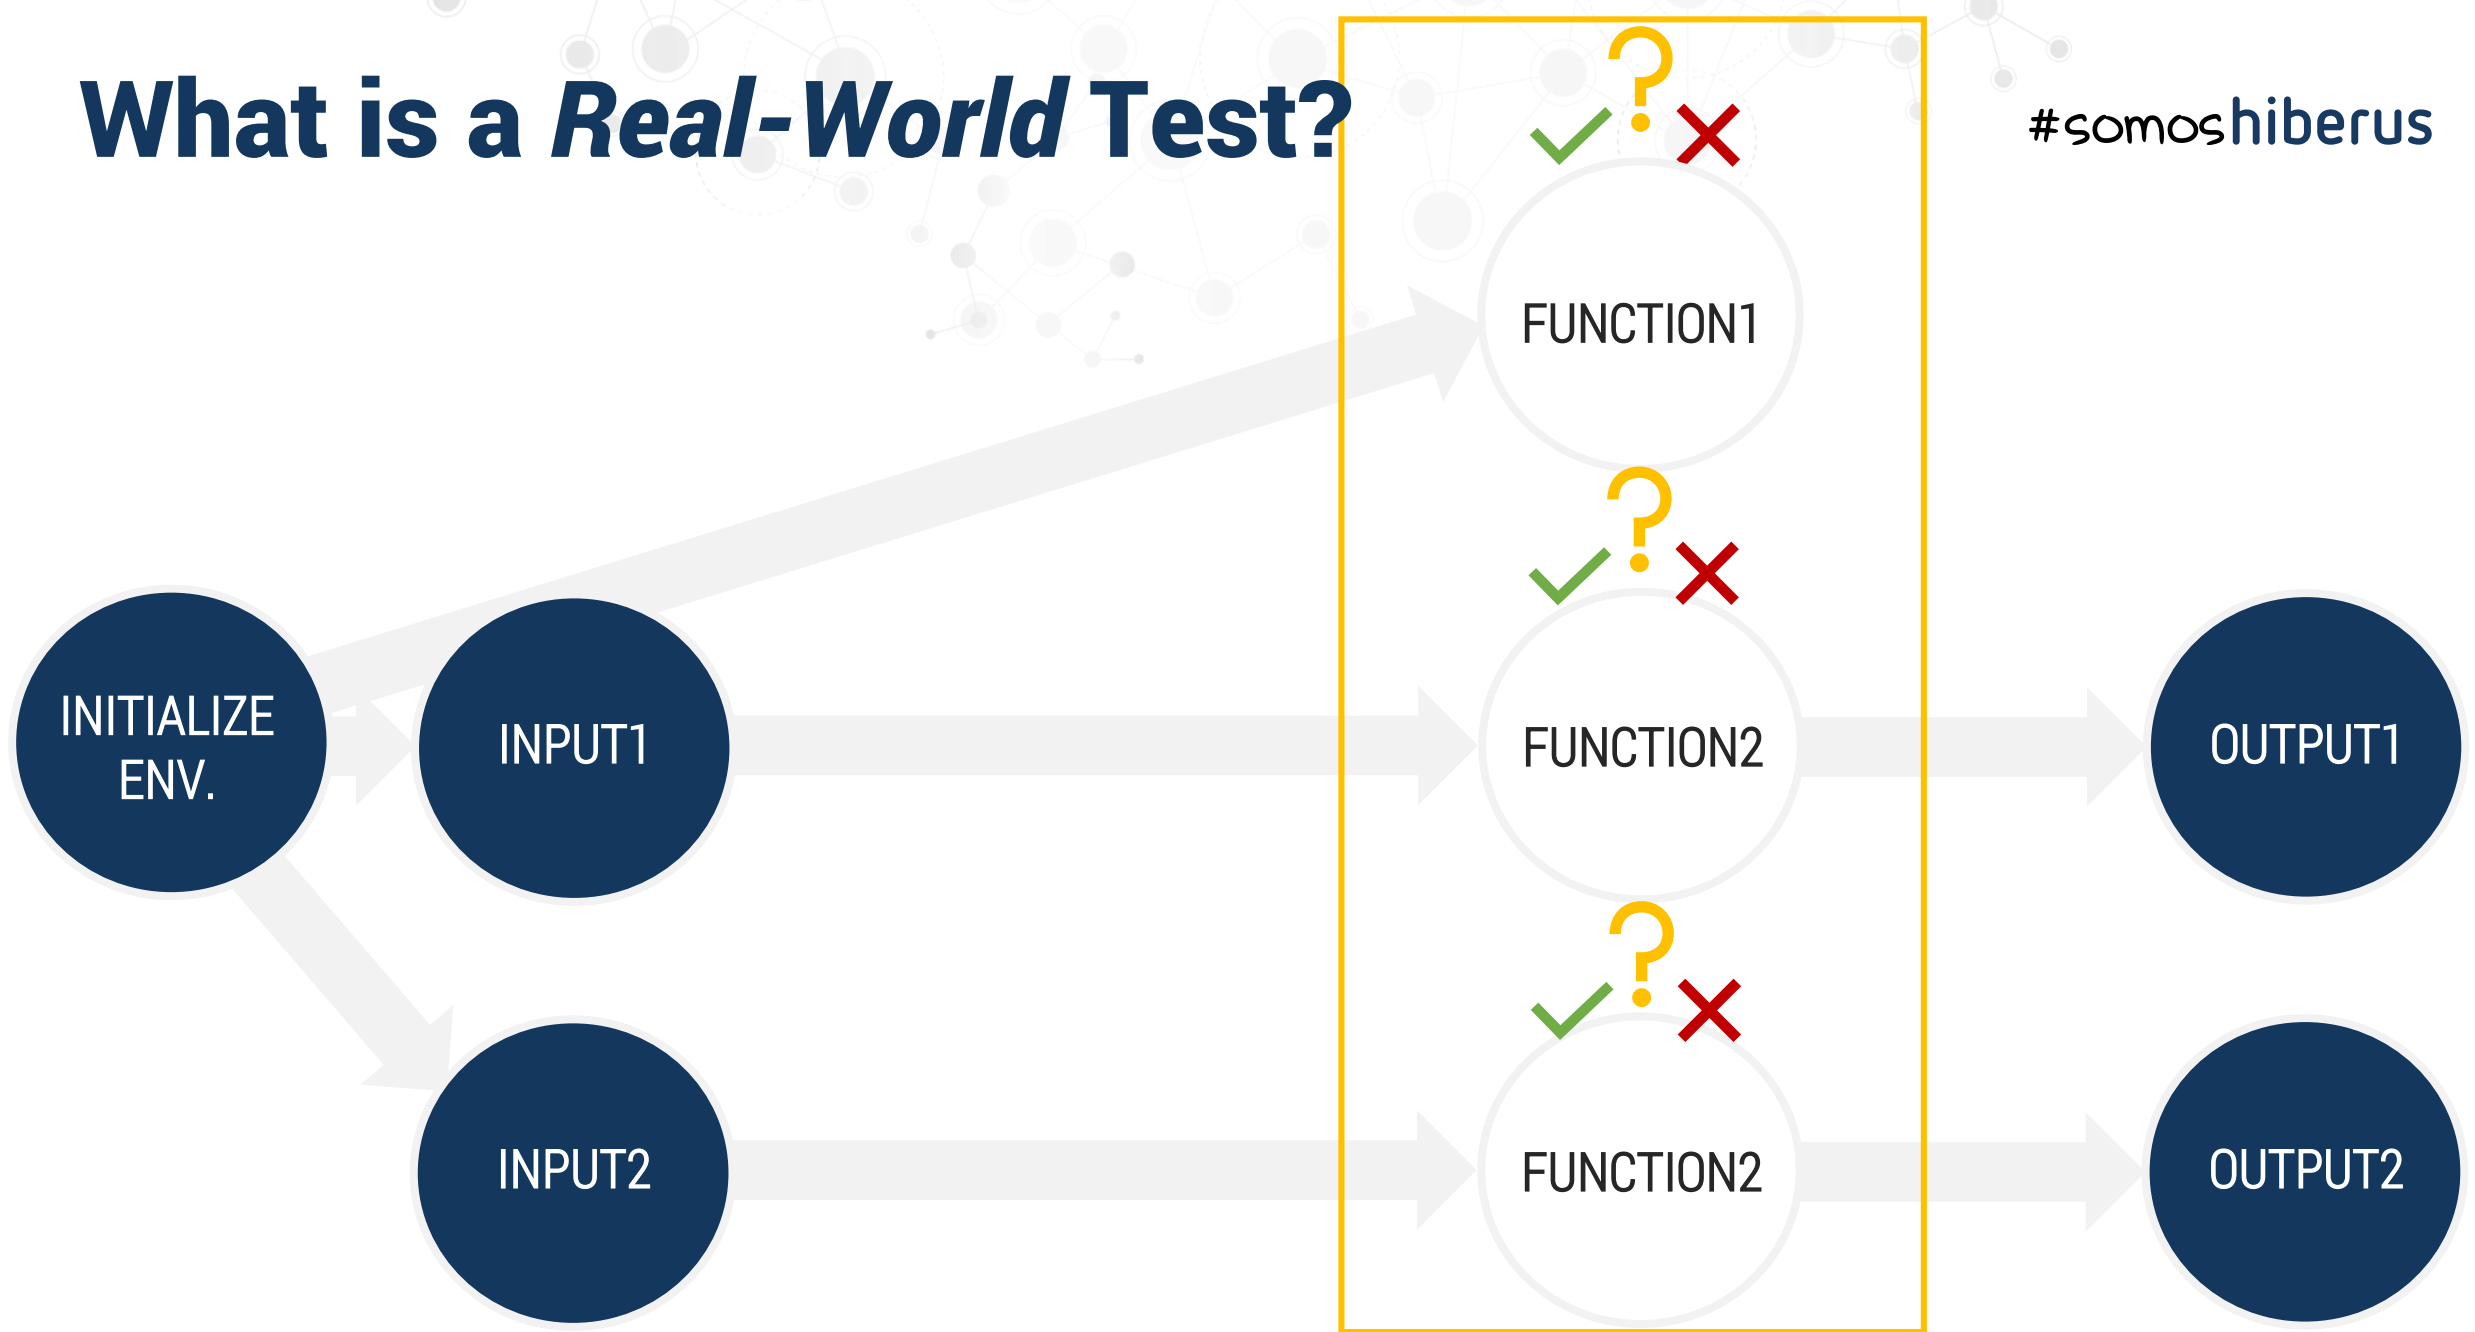 What is a Real-World Test?
#somoshiberus
FUNCTION1
INITIALIZE
ENV.
INPUT1
FUNCTION2
OUTPUT1
INPUT2
FUNCTION2
OUTPUT2